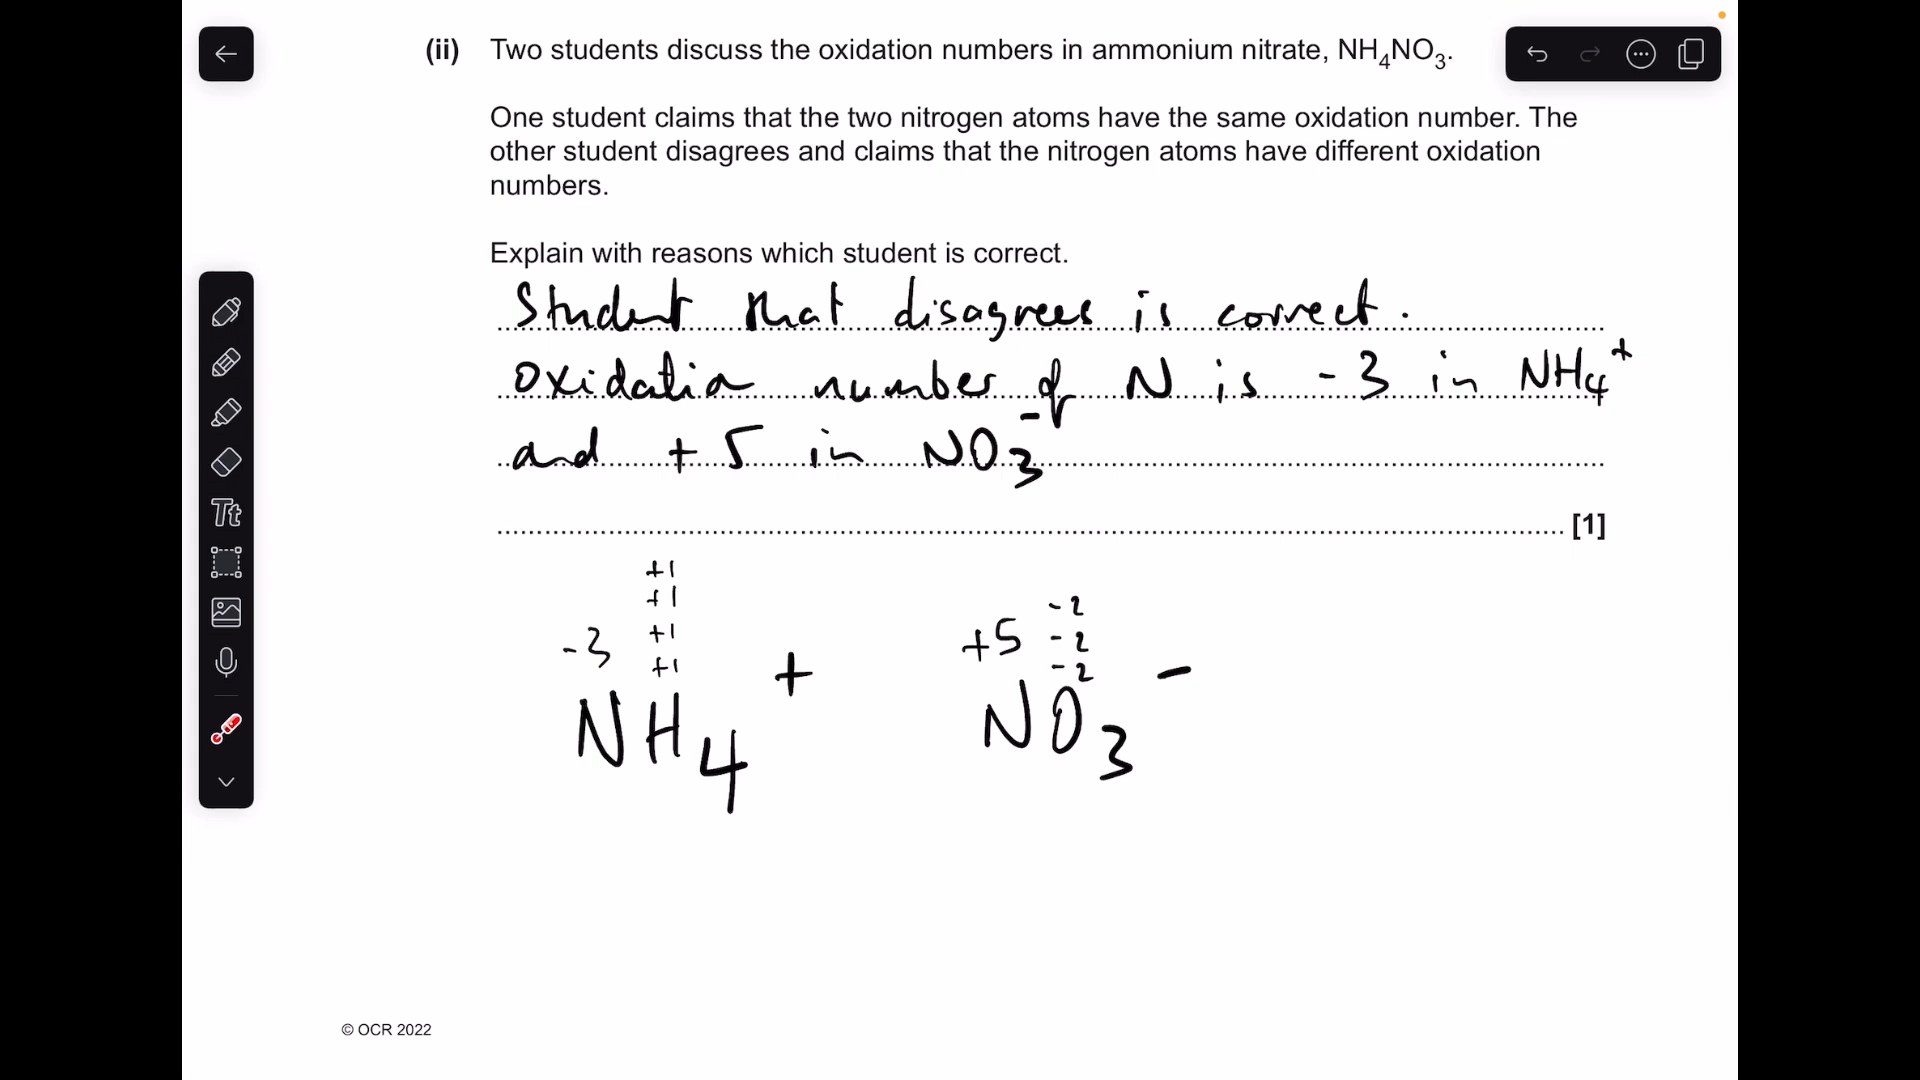 (ii) Two students discuss the oxidation numbers in ammonium nitrate, NH₄NO₃.
One student claims that the two nitrogen atoms have the same oxidation number. The
other student disagrees and claims that the nitrogen atoms have different oxidation
numbers.
Explain with reasons which student is correct.
Student that disagrees is correct.
Oxidation number of N is -3 in NH₄⁺
and +5 in NO₃⁻
[1]
+1
+1
+1
+1
-3
NH₄ +
-2
-2
-2
+5
NO₃ -
Tt
© OCR 2022